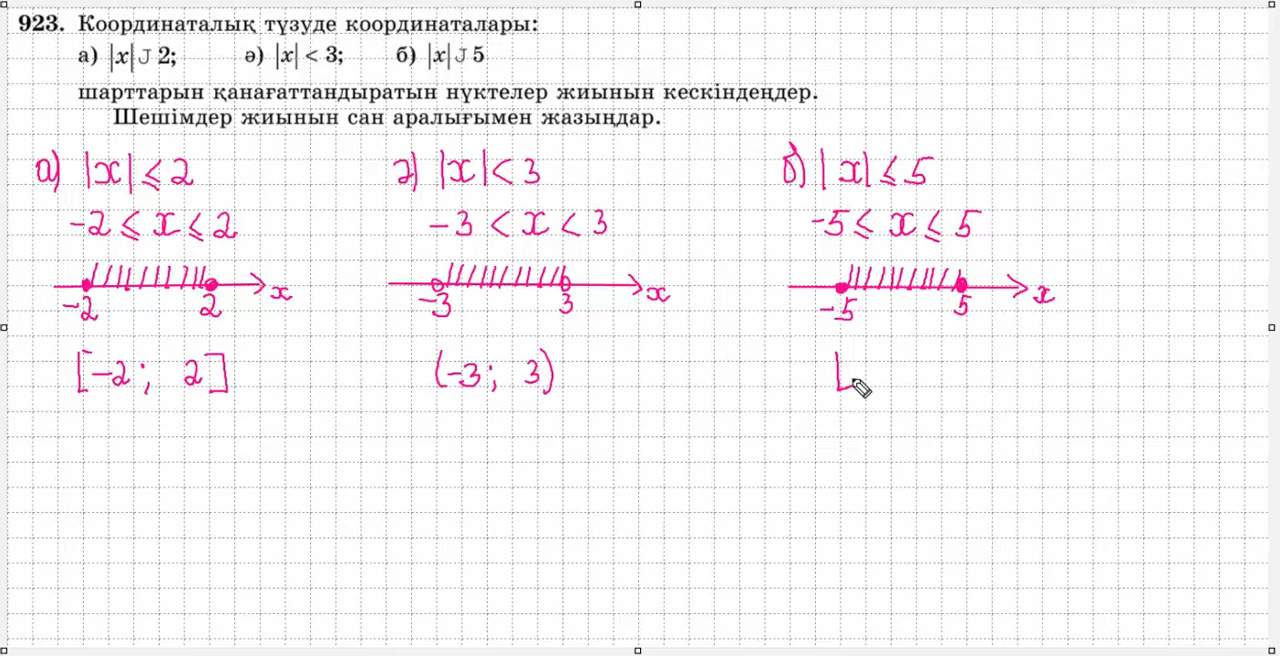 923. Координаталық түзуде координаталары:
а) |x| J 2; ә) |x| < 3; б) |x| J 5
шарттарын қанағаттандыратын нүктелер жиынын кескіндеңдер.
Шешімдер жиынын сан аралығымен жазыңдар.
а) |x| ⩽ 2 ә) |x| < 3 б) |x| ⩽ 5
-2 ⩽ x ⩽ 2 -3 < x < 3 -5 ⩽ x ⩽ 5
-2 2 x -3 3 x -5 5 x
[-2; 2] (-3; 3) [